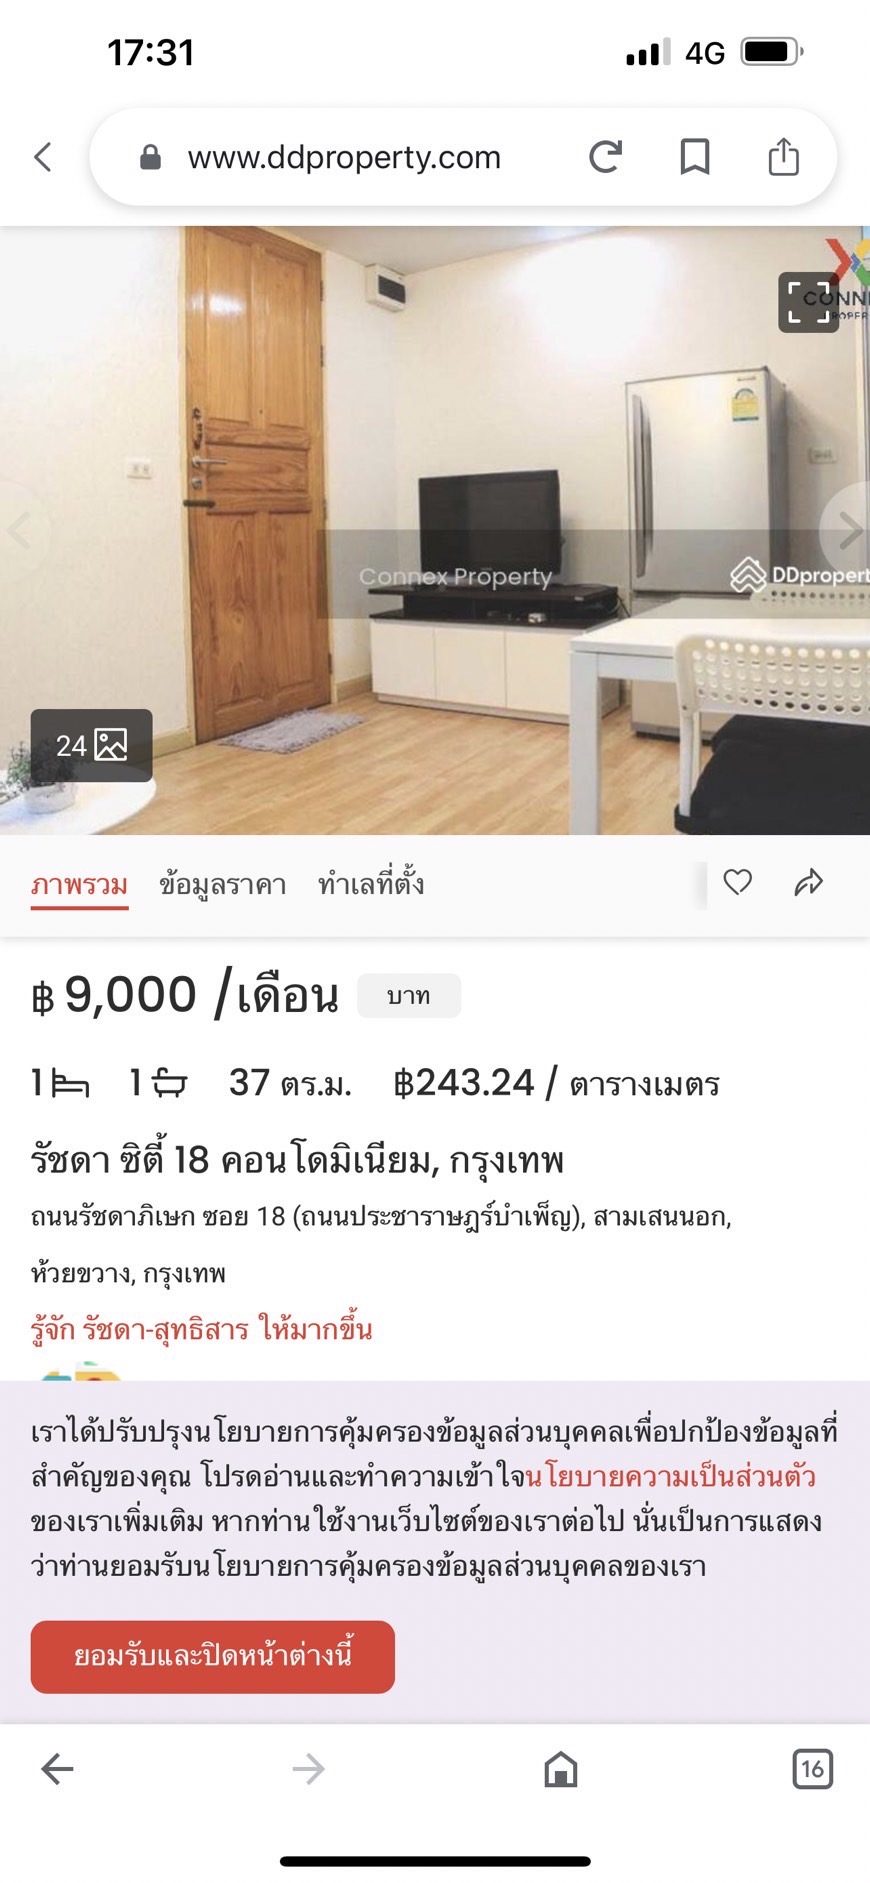 17:31
4G
www.ddproperty.com
Connex Property
DDpropert
24
ภาพรวม ข้อมูลราคา ทำเลที่ตั้ง
฿ 9,000 /เดือน บาท
1 1 37 ตร.ม. ฿243.24 / ตารางเมตร
รัชดา ซิตี้ 18 คอนโดมิเนียม, กรุงเทพ
ถนนรัชดาภิเษก ซอย 18 (ถนนประชาราษฎร์บำเพ็ญ), สามเสนนอก,
ห้วยขวาง, กรุงเทพ
รู้จัก รัชดา-สุทธิสาร ให้มากขึ้น
เราได้ปรับปรุงนโยบายการคุ้มครองข้อมูลส่วนบุคคลเพื่อปกป้องข้อมูลที่
สำคัญของคุณ โปรดอ่านและทำความเข้าใจนโยบายความเป็นส่วนตัว
ของเราเพิ่มเติม หากท่านใช้งานเว็บไซต์ของเราต่อไป นั่นเป็นการแสดง
ว่าท่านยอมรับนโยบายการคุ้มครองข้อมูลส่วนบุคคลของเรา
ยอมรับและปิดหน้าต่างนี้
16